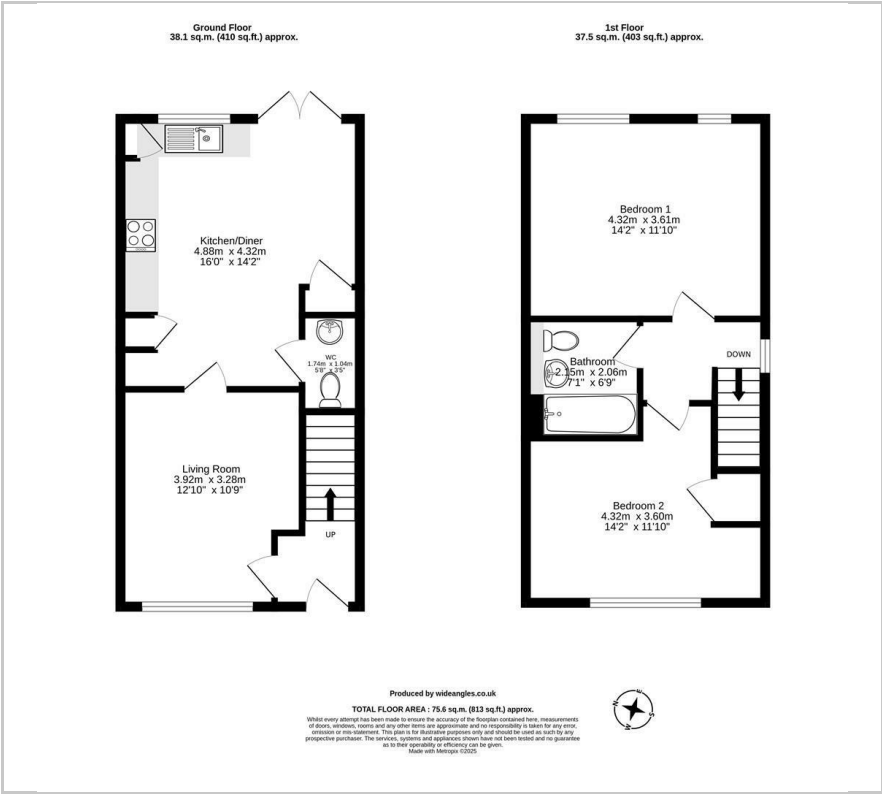 Ground Floor
38.1 sq.m. (410 sq.ft.) approx.
1st Floor
37.5 sq.m. (403 sq.ft.) approx.
Kitchen/Diner
4.88m x 4.32m
16'0" x 14'2"
WC
1.74m x 1.04m
5'8" x 3'5"
Living Room
3.92m x 3.28m
12'10" x 10'9"
UP
Bedroom 1
4.32m x 3.61m
14'2" x 11'10"
Bathroom
2.15m x 2.06m
7'1" x 6'9"
DOWN
Bedroom 2
4.32m x 3.60m
14'2" x 11'10"
Produced by wideangles.co.uk
TOTAL FLOOR AREA : 75.6 sq.m. (813 sq.ft.) approx.
Whilst every attempt has been made to ensure the accuracy of the floorplan contained here, measurements
of doors, windows, rooms and any other items are approximate and no responsibility is taken for any error,
omission or mis-statement. This plan is for illustrative purposes only and should be used as such by any
prospective purchaser. The services, systems and appliances shown have not been tested and no guarantee
as to their operability or efficiency can be given.
Made with Metropix ©2025
N
E
S
W